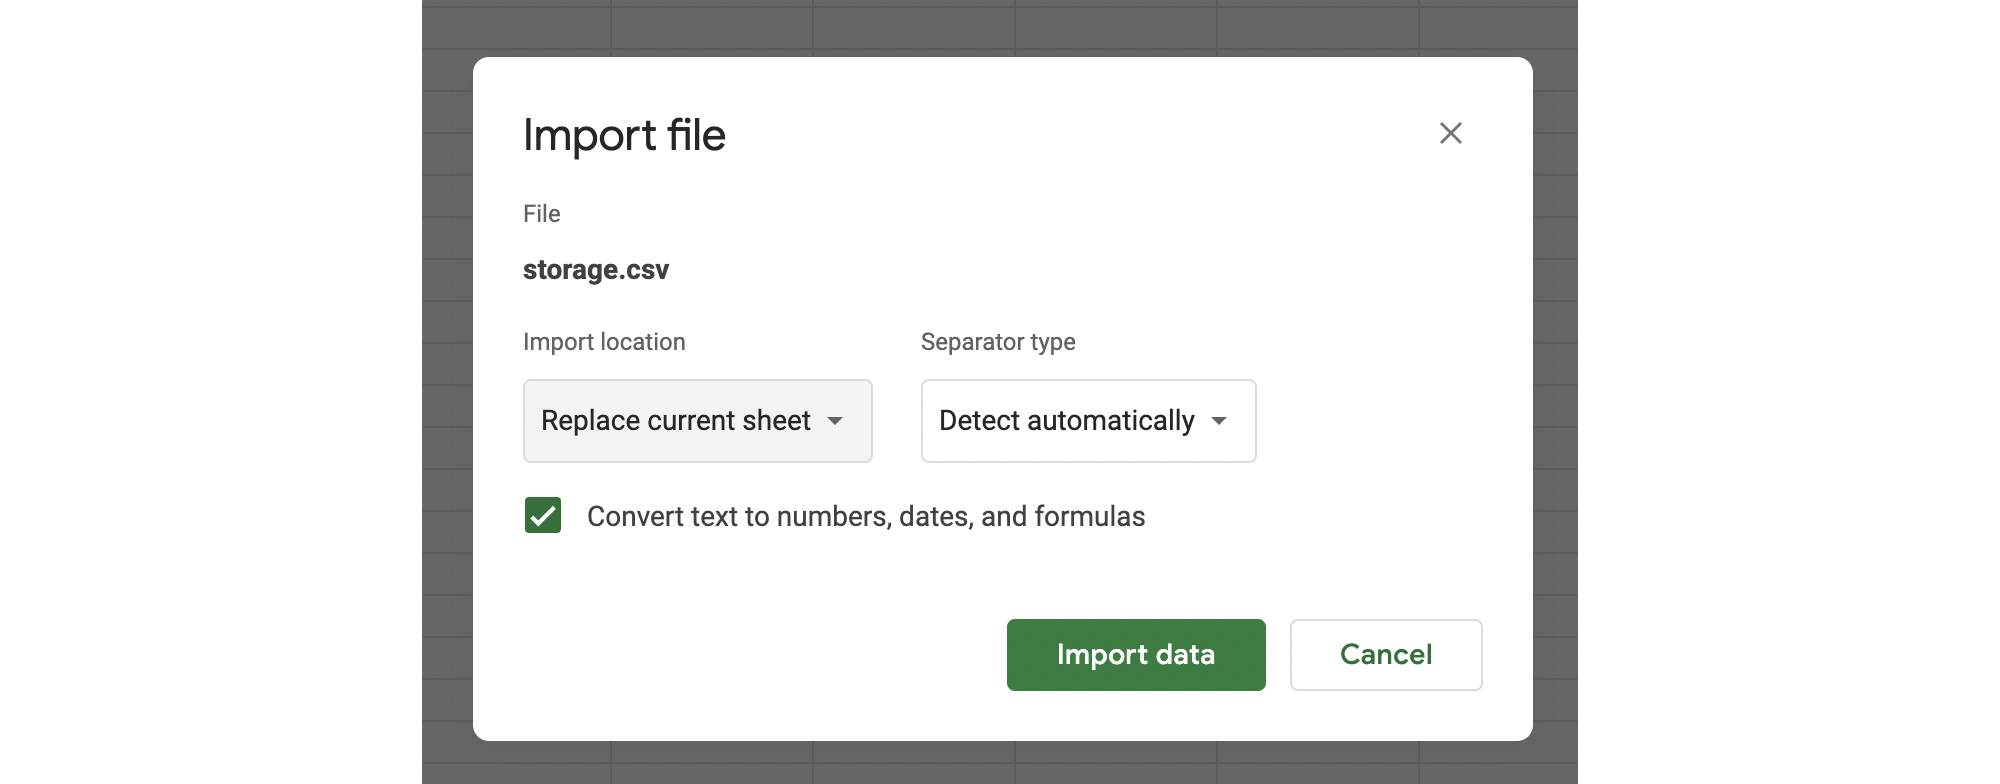 Import file
File
storage.csv
Import location
Separator type
Replace current sheet
Detect automatically
Convert text to numbers, dates, and formulas
Import data
Cancel